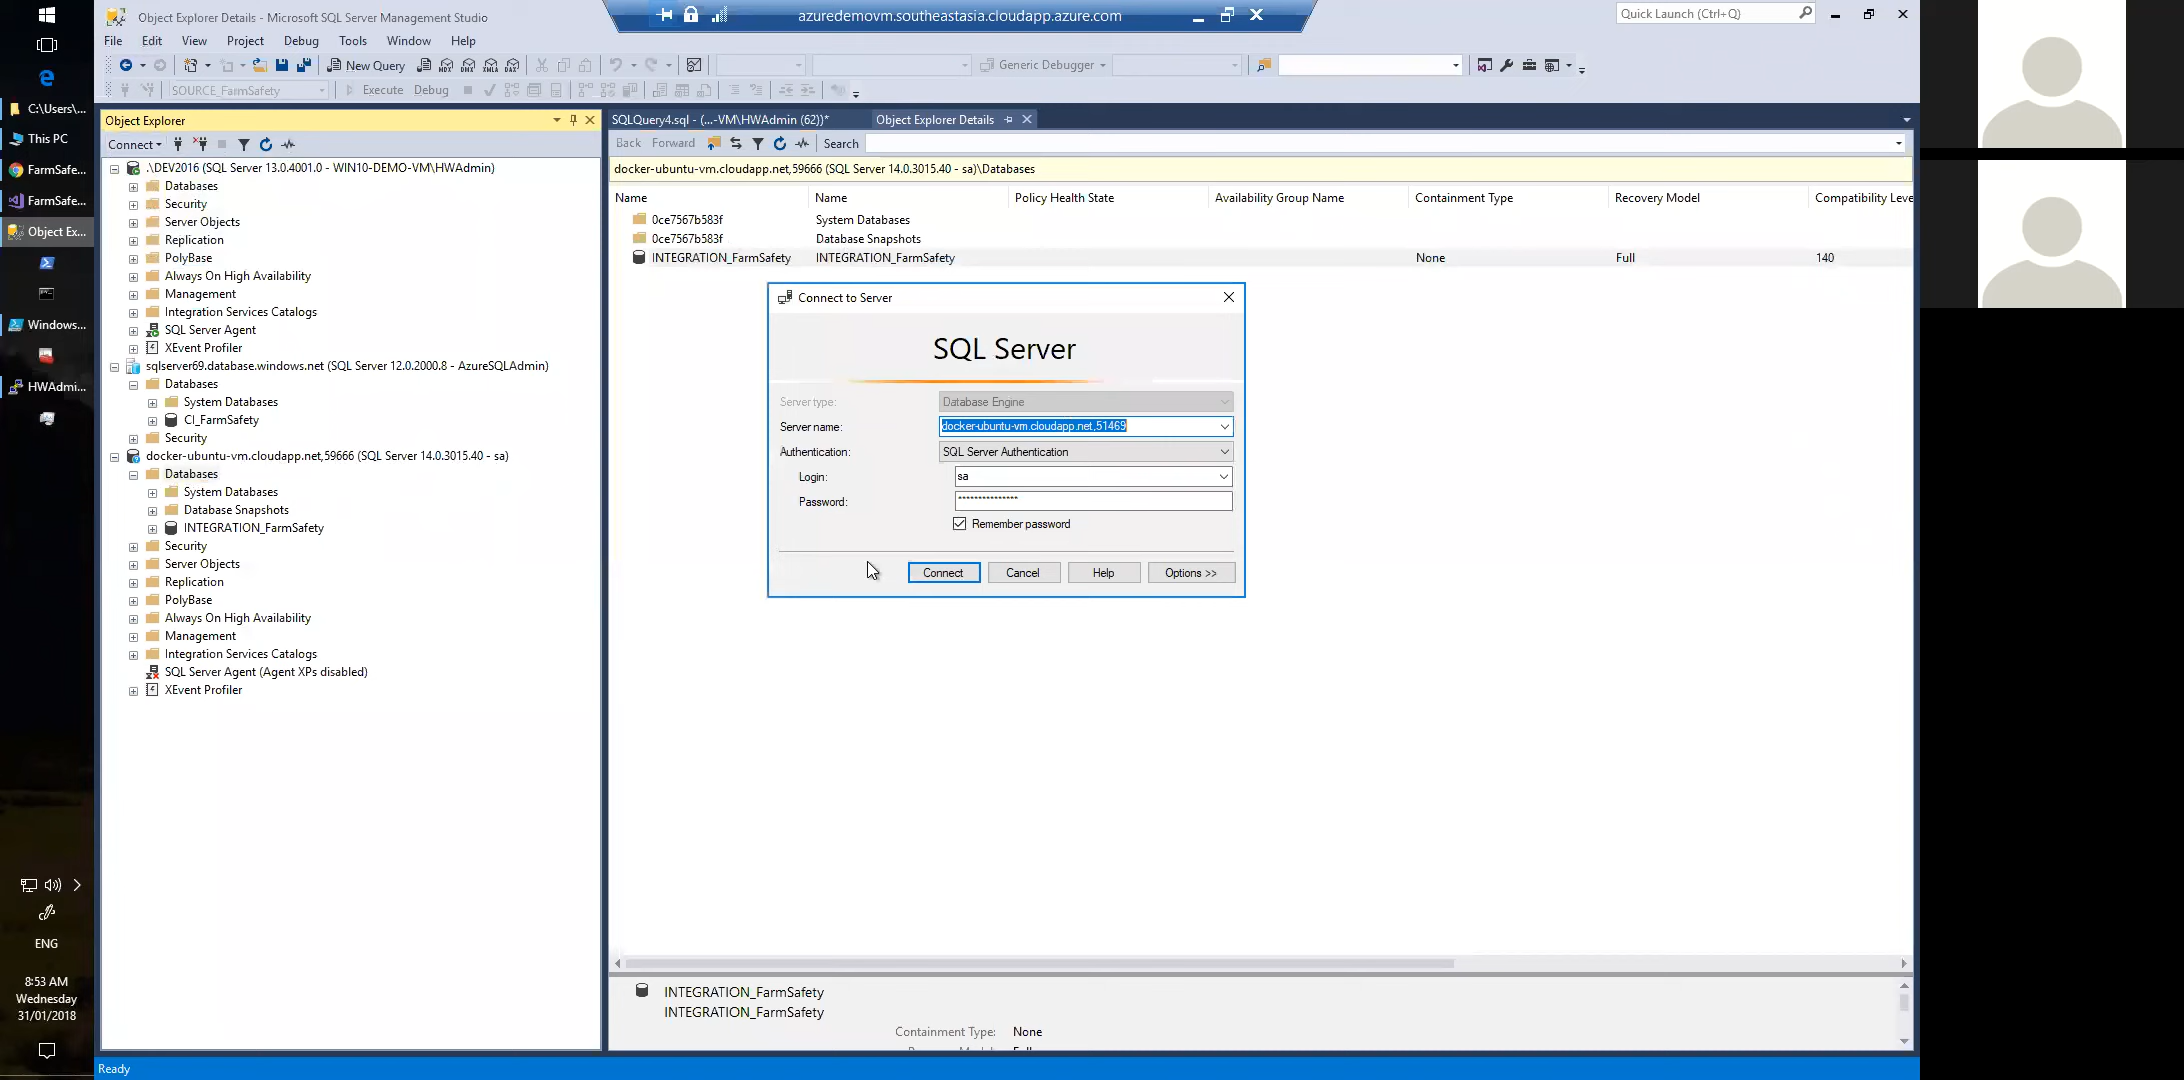 Object Explorer Details - Microsoft SQL Server Management Studio
azuredemovm.southeastasia.cloudapp.azure.com
Quick Launch (Ctrl+Q)
File Edit View Project Debug Tools Window Help
New Query
Generic Debugger
SOURCE_FarmSafety
Execute Debug
C:\Users\...
This PC
FarmSafe...
FarmSafe...
Object Ex...
Windows...
HWAdmi...
ENG
8:53 AM
Wednesday
31/01/2018
Object Explorer
Connect
.\DEV2016 (SQL Server 13.0.4001.0 - WIN10-DEMO-VM\HWAdmin)
Databases
Security
Server Objects
Replication
PolyBase
Always On High Availability
Management
Integration Services Catalogs
SQL Server Agent
XEvent Profiler
sqlserver69.database.windows.net (SQL Server 12.0.2000.8 - AzureSQLAdmin)
Databases
System Databases
CI_FarmSafety
Security
docker-ubuntu-vm.cloudapp.net,59666 (SQL Server 14.0.3015.40 - sa)
Databases
System Databases
Database Snapshots
INTEGRATION_FarmSafety
Security
Server Objects
Replication
PolyBase
Always On High Availability
Management
Integration Services Catalogs
SQL Server Agent (Agent XPs disabled)
XEvent Profiler
SQLQuery4.sql - (...-VM\HWAdmin (62))*
Object Explorer Details
Back Forward Search
docker-ubuntu-vm.cloudapp.net,59666 (SQL Server 14.0.3015.40 - sa)\Databases
Name Name Policy Health State Availability Group Name Containment Type Recovery Model Compatibility Leve
0ce7567b583f System Databases
0ce7567b583f Database Snapshots
INTEGRATION_FarmSafety INTEGRATION_FarmSafety None Full 140
Connect to Server
SQL Server
Server type: Database Engine
Server name: docker-ubuntu-vm.cloudapp.net,51469
Authentication: SQL Server Authentication
Login: sa
Password: ***************
Remember password
Connect Cancel Help Options >>
INTEGRATION_FarmSafety
INTEGRATION_FarmSafety
Containment Type: None
Ready